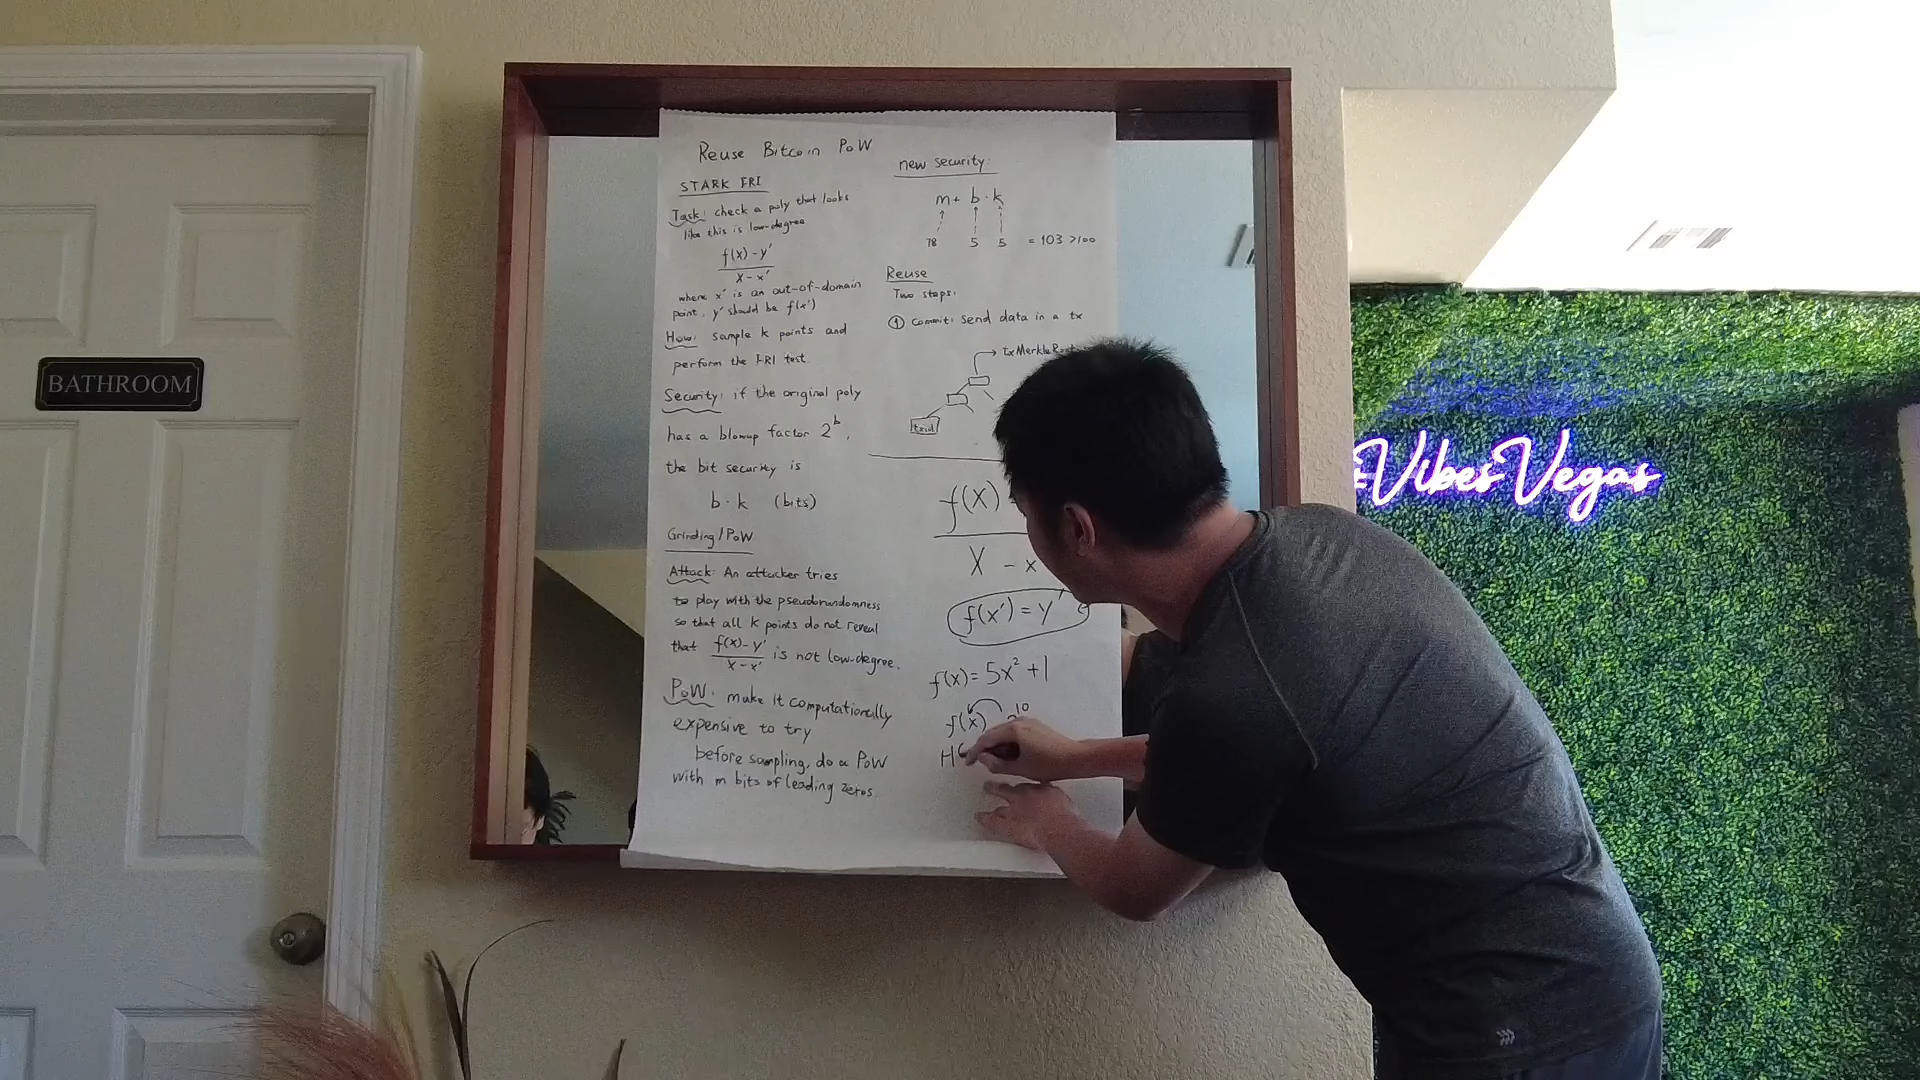 BATHROOM
Reuse Bitcoin PoW
STARK FRI
Task: check a poly that looks
like this is low-degree
f(x) - y'
x - x'
where x' is an out-of-domain
point, y' should be f(x')
How: sample k points and
perform the FRI test.
Security: if the original poly
has a blowup factor 2^b,
the bit security is
b · k (bits)
Grinding/PoW
Attack: An attacker tries
to play with the pseudorandomness
so that all k points do not reveal
that f(x) - y' / x - x' is not low-degree.
PoW: make it computationally
expensive to try
before sampling, do a PoW
with m bits of leading zeros.
new security:
m + b · k
78 5 5 = 103 > 100
Reuse
Two steps:
① Commit: send data in a tx
txMerkleRoot
txid
f(x)
X - x
f(x') = y'
f(x) = 5x² + 1
f(x) 10
H(
#VibesVegas